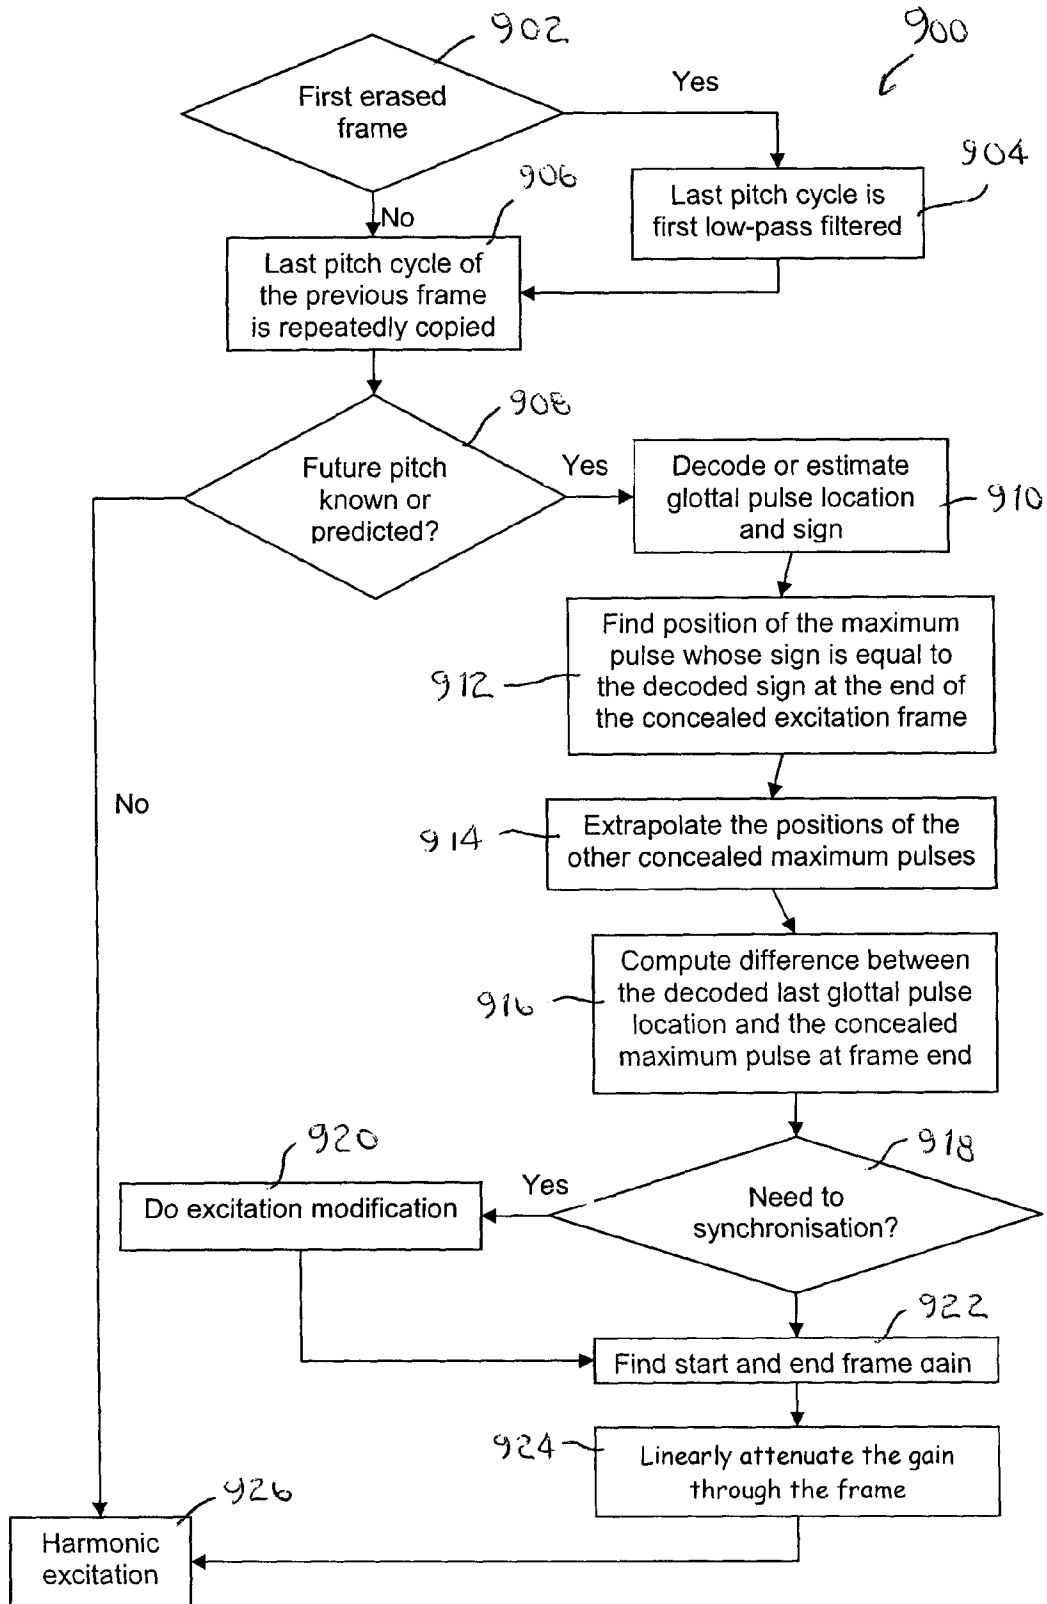 902
900
First erased
frame
Yes
904
Last pitch cycle is
first low-pass filtered
906
No
Last pitch cycle of
the previous frame
is repeatedly copied
908
Future pitch
known or
predicted?
Yes
Decode or estimate
glottal pulse location
and sign
910
Find position of the maximum
pulse whose sign is equal to
the decoded sign at the end of
the concealed excitation frame
912
No
Extrapolate the positions of the
other concealed maximum pulses
914
Compute difference between
the decoded last glottal pulse
location and the concealed
maximum pulse at frame end
916
918
Need to
synchronisation?
Yes
920
Do excitation modification
922
Find start and end frame gain
924
Linearly attenuate the gain
through the frame
926
Harmonic
excitation